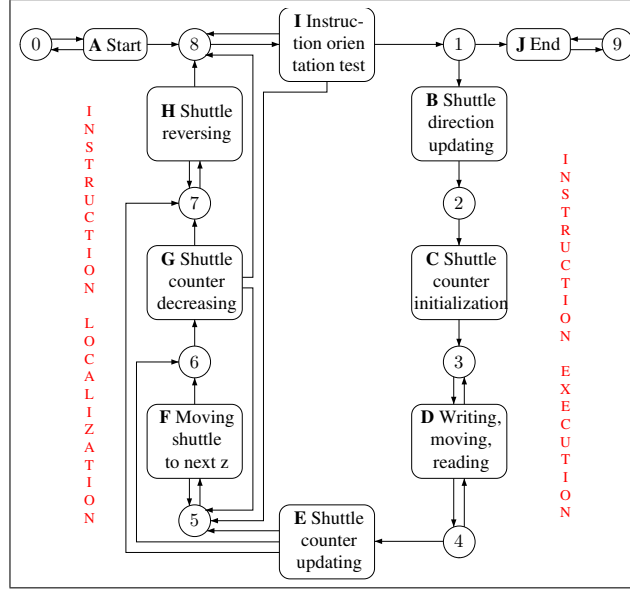 0
A Start
8
I Instruc-
tion orien
tation test
1
J End
9
H Shuttle
reversing
B Shuttle
direction
updating
7
2
G Shuttle
counter
decreasing
C Shuttle
counter
initialization
6
3
F Moving
shuttle
to next z
D Writing,
moving,
reading
5
E Shuttle
counter
updating
4
INSTRUCTION LOCALIZATION
INSTRUCTION EXECUTION